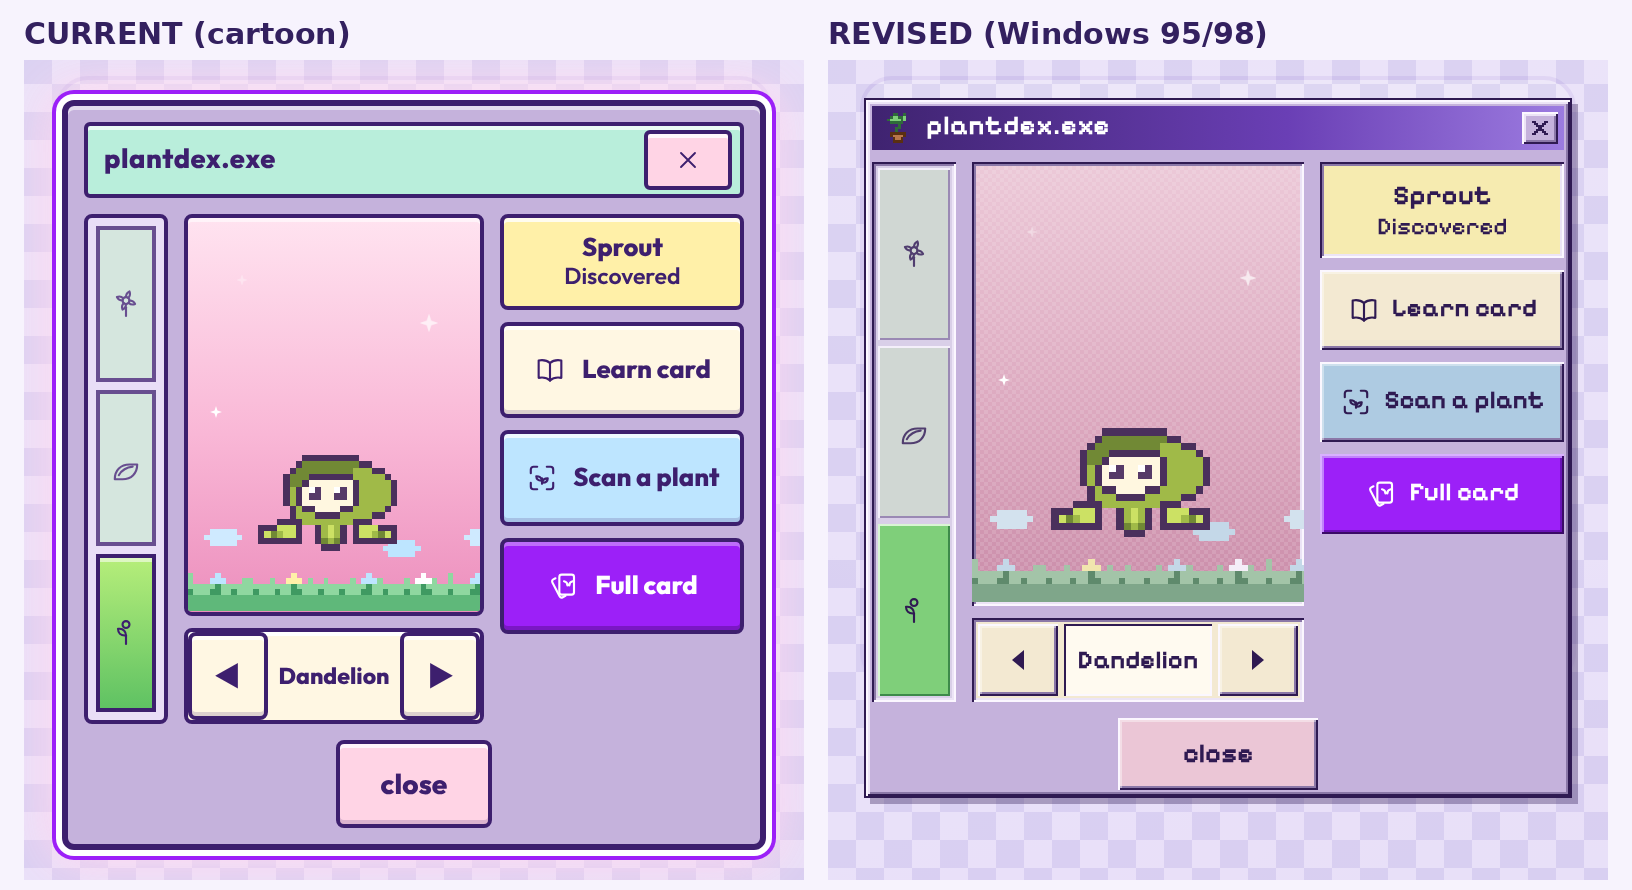 CURRENT (cartoon)
plantdex.exe
Sprout
Discovered
Learn card
Scan a plant
Full card
Dandelion
close
REVISED (Windows 95/98)
plantdex.exe
Sprout
Discovered
Learn card
Scan a plant
Full card
Dandelion
close